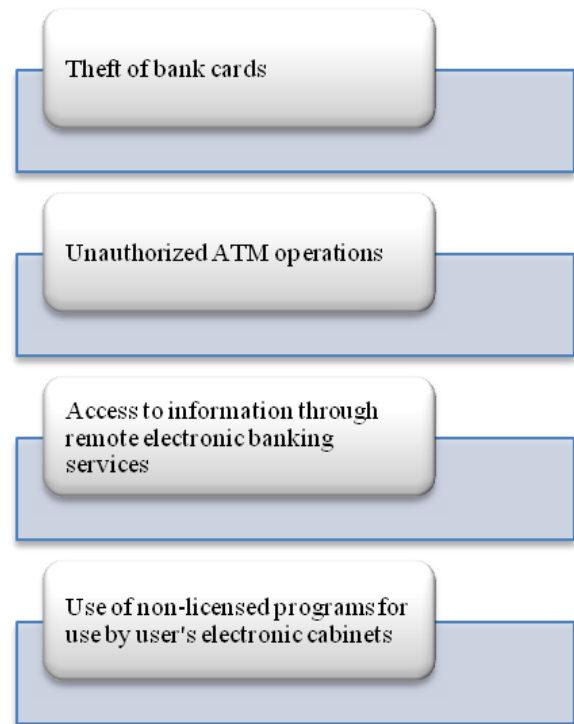 Theft of bank cards
Unauthorized ATM operations
Access to information through
remote electronic banking
services
Use of non-licensed programs for
use by user's electronic cabinets